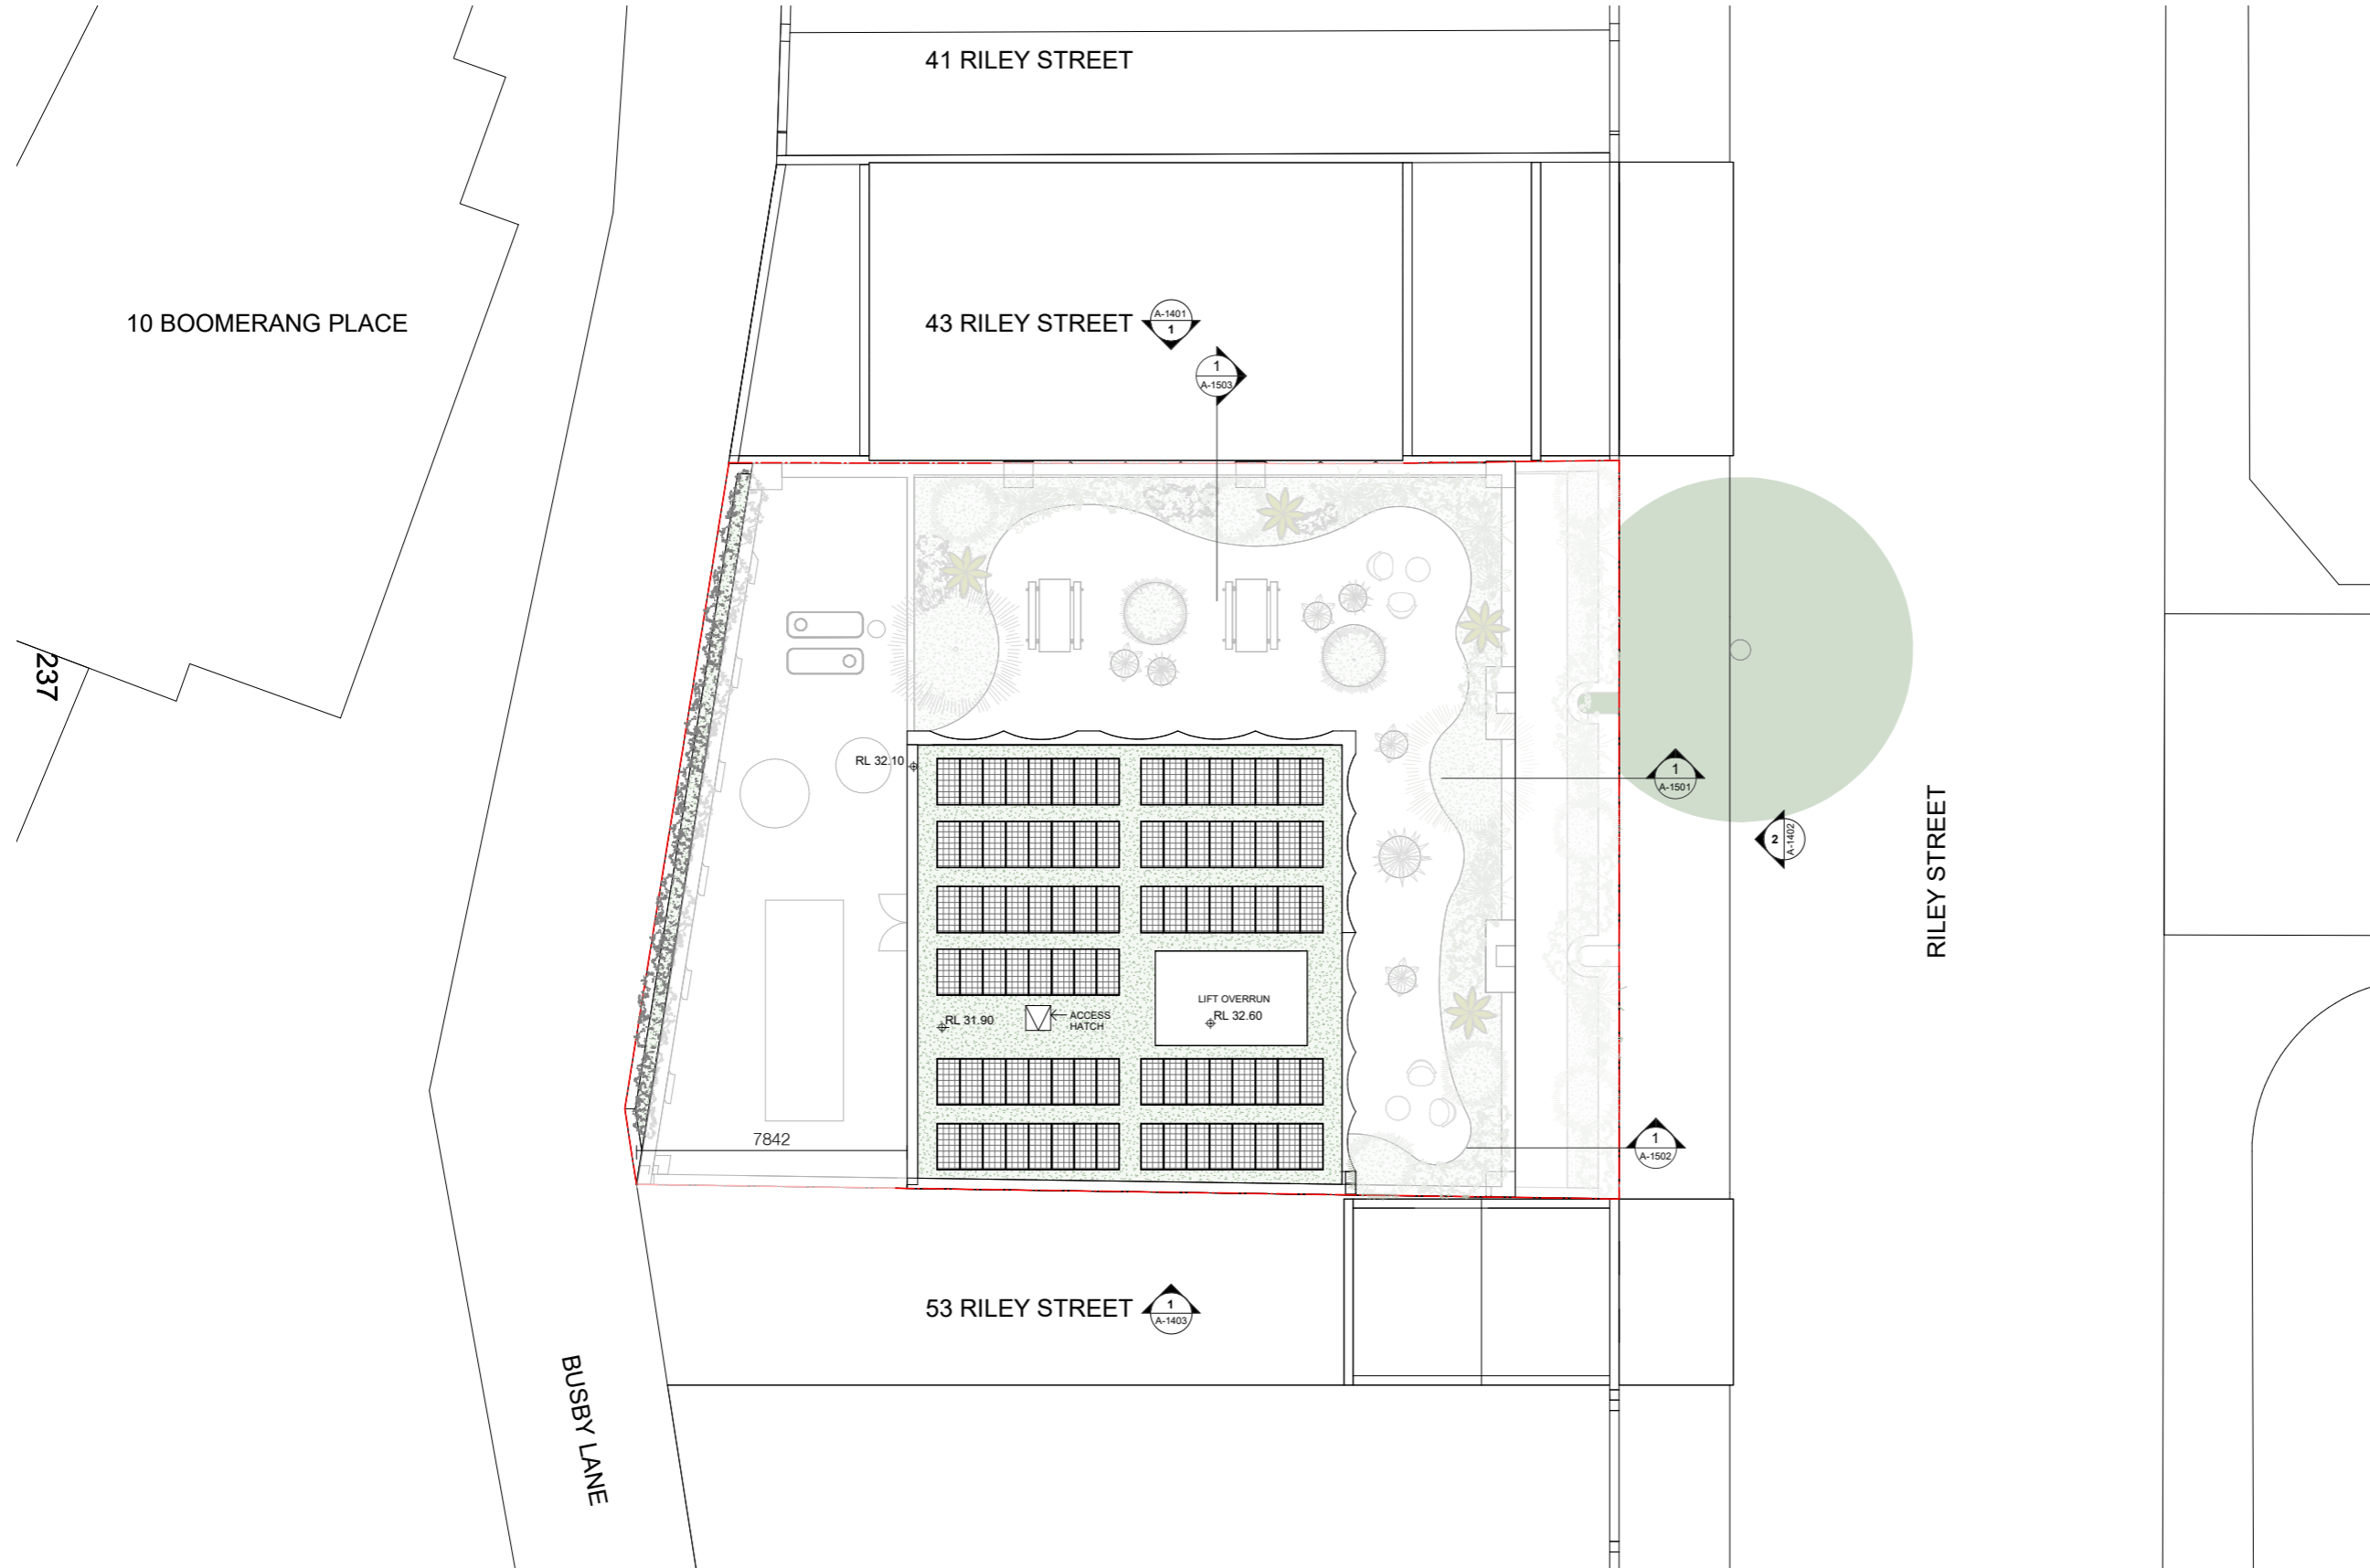 41 RILEY STREET
10 BOOMERANG PLACE
43 RILEY STREET
A-1401
1
1
A-1503
237
RL 32.10
1
A-1501
2
A-1402
RILEY STREET
LIFT OVERRUN
RL 32.60
RL 31.90
ACCESS
HATCH
7842
1
A-1502
53 RILEY STREET
1
A-1403
BUSBY LANE